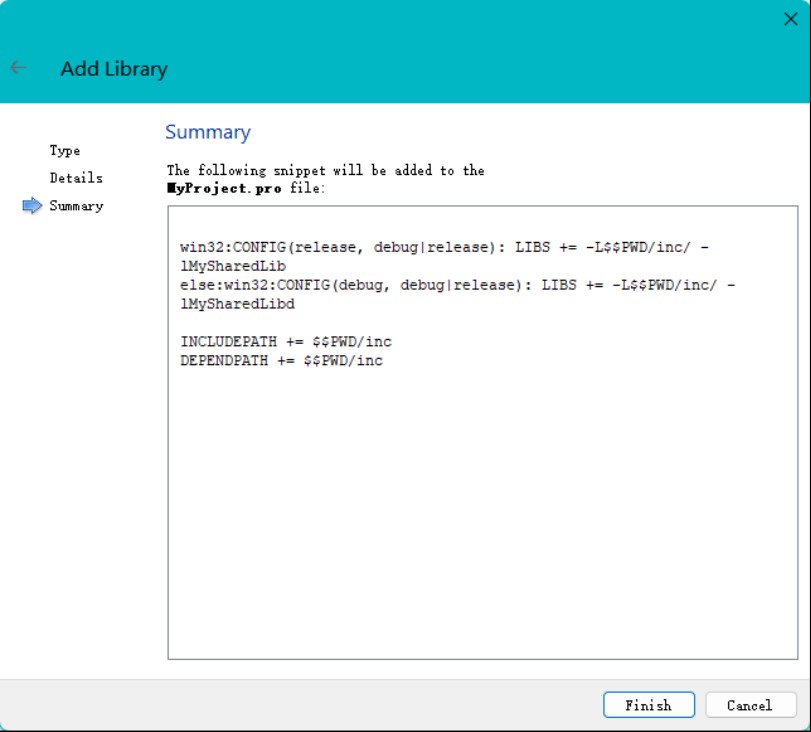 Add Library
Type
Details
Summary
Summary
The following snippet will be added to the
MyProject.pro file:
win32:CONFIG(release, debug|release): LIBS += -L$$PWD/inc/ -
lMySharedLib
else:win32:CONFIG(debug, debug|release): LIBS += -L$$PWD/inc/ -
lMySharedLibd
INCLUDEPATH += $$PWD/inc
DEPENDPATH += $$PWD/inc
Finish
Cancel